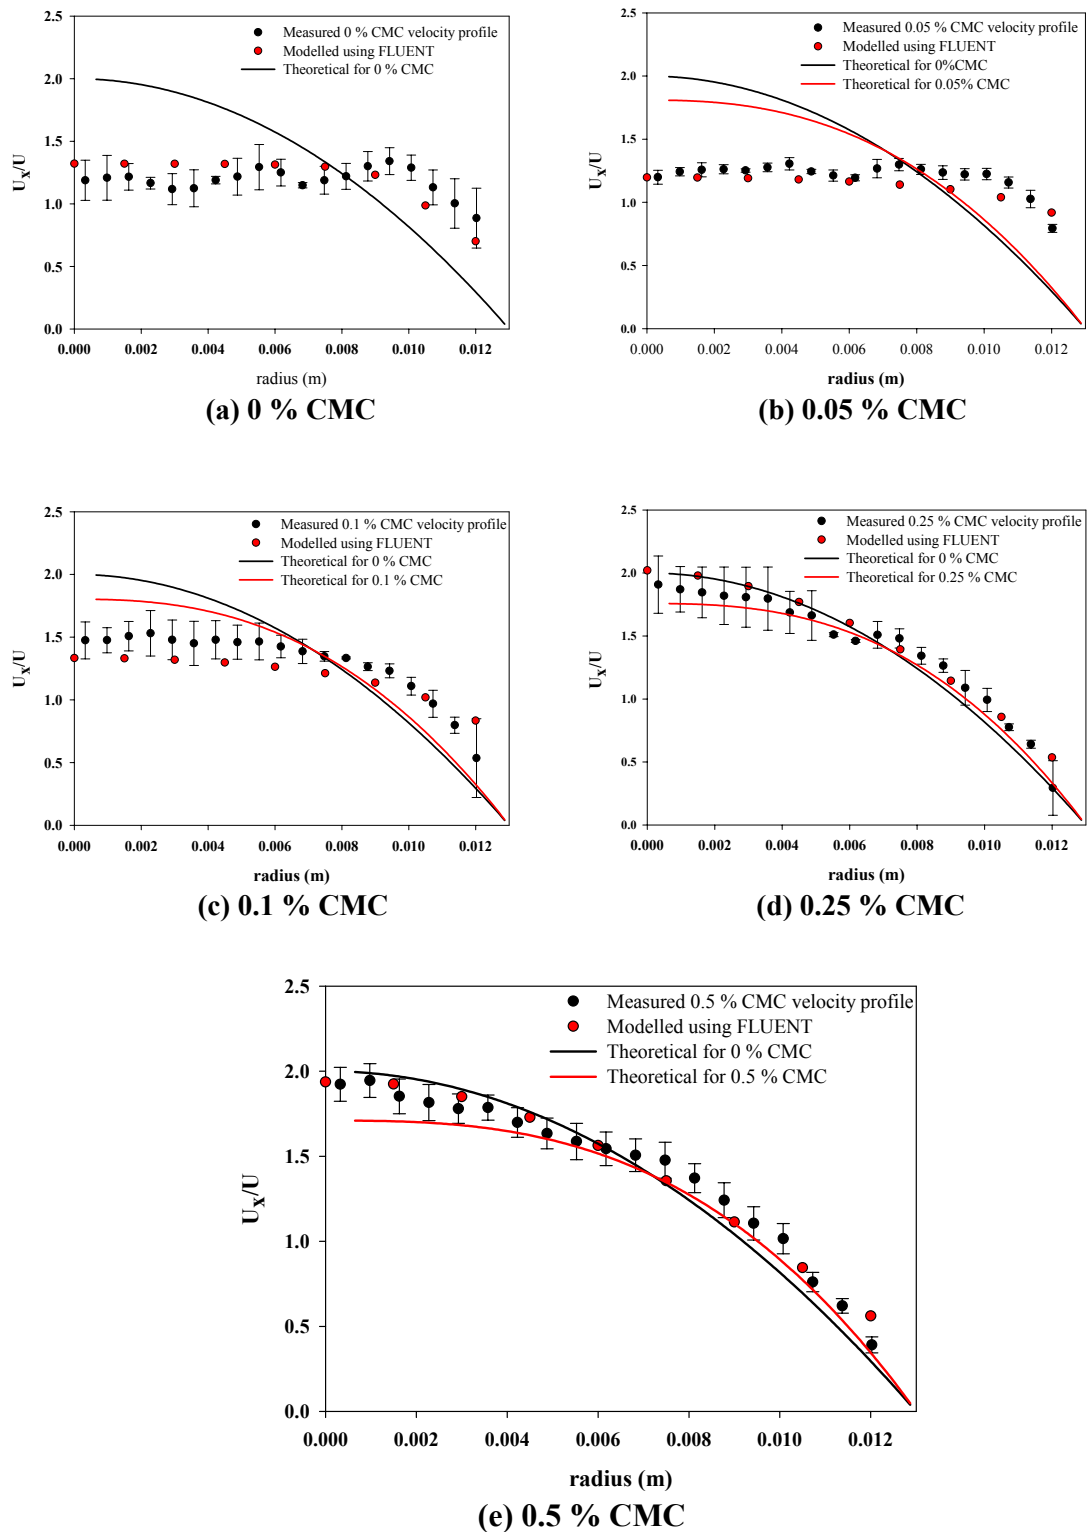 2.5
2.0
1.5
1.0
0.5
0.0
U_X/U
Measured 0 % CMC velocity profile
Modelled using FLUENT
Theoretical for 0 % CMC
0.000 0.002 0.004 0.006 0.008 0.010 0.012
radius (m)
(a) 0 % CMC
2.5
2.0
1.5
1.0
0.5
0.0
U_X/U
Measured 0.05 % CMC velocity profile
Modelled using FLUENT
Theoretical for 0%CMC
Theoretical for 0.05% CMC
0.000 0.002 0.004 0.006 0.008 0.010 0.012
radius (m)
(b) 0.05 % CMC
2.5
2.0
1.5
1.0
0.5
0.0
U_X/U
Measured 0.1 % CMC velocity profile
Modelled using FLUENT
Theoretical for 0 % CMC
Theoretical for 0.1 % CMC
0.000 0.002 0.004 0.006 0.008 0.010 0.012
radius (m)
(c) 0.1 % CMC
2.5
2.0
1.5
1.0
0.5
0.0
U_X/U
Measured 0.25 % CMC velocity profile
Modelled using FLUENT
Theoretical for 0 % CMC
Theoretical for 0.25 % CMC
0.000 0.002 0.004 0.006 0.008 0.010 0.012
radius (m)
(d) 0.25 % CMC
2.5
2.0
1.5
1.0
0.5
0.0
U_X/U
Measured 0.5 % CMC velocity profile
Modelled using FLUENT
Theoretical for 0 % CMC
Theoretical for 0.5 % CMC
0.000 0.002 0.004 0.006 0.008 0.010 0.012
radius (m)
(e) 0.5 % CMC